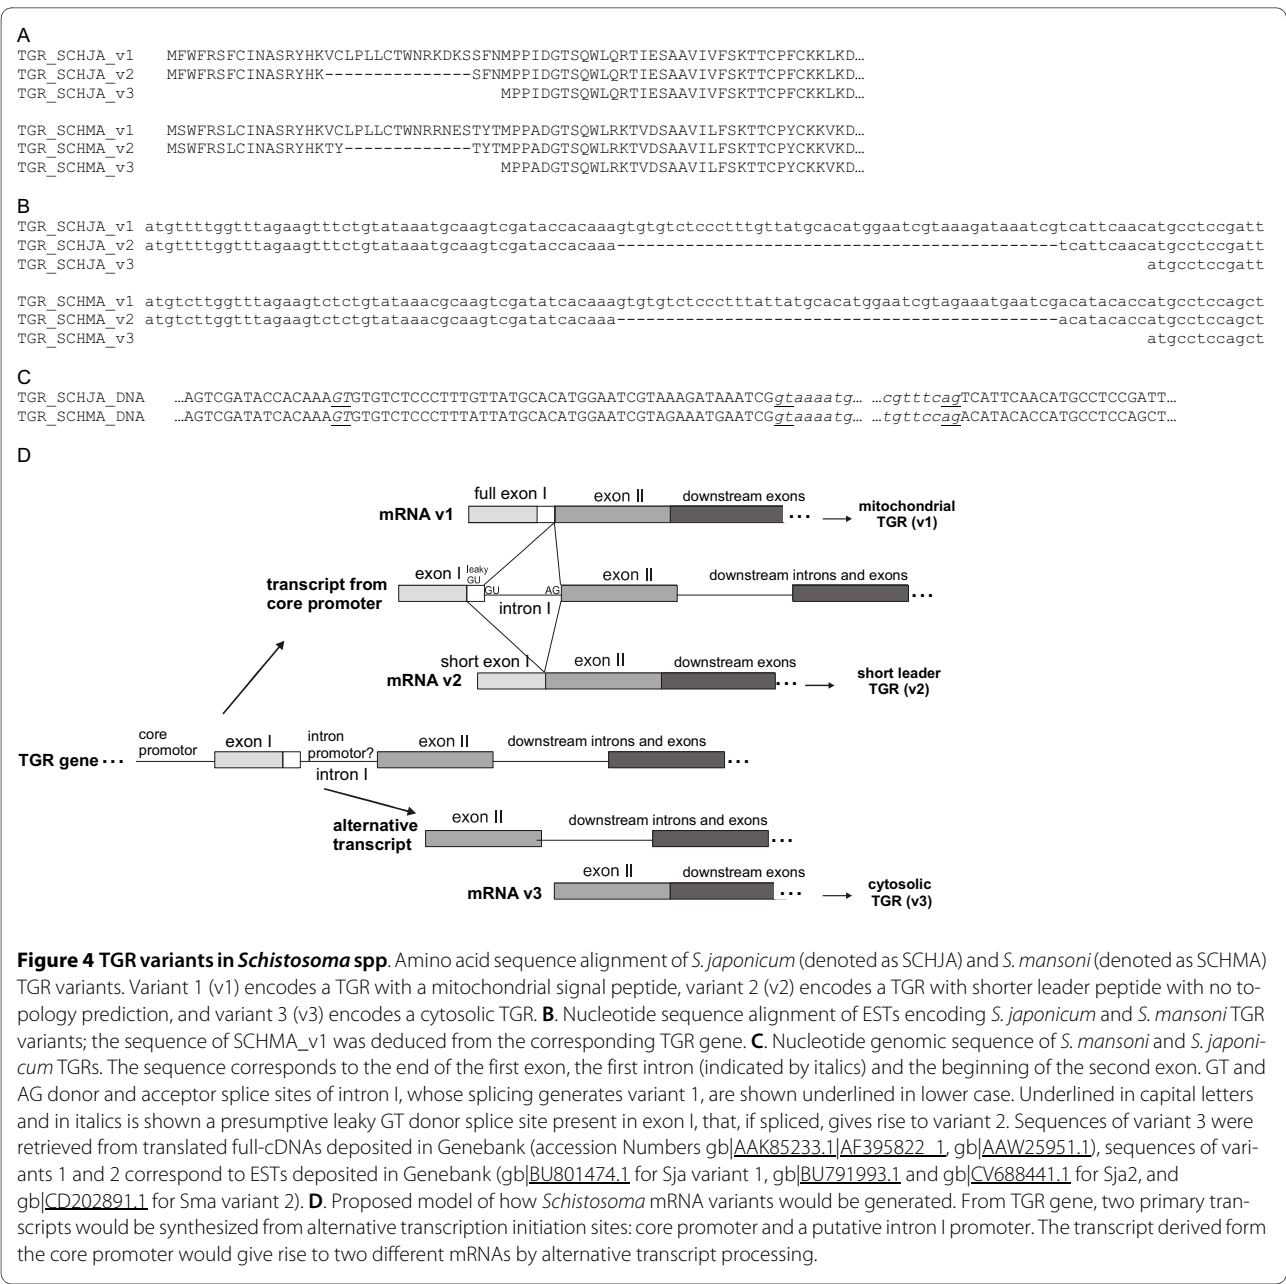 A
TGR_SCHJA_v1 MFWFRSFCINASRYHKVCLPLLCTWNRKDKSSFNMPPIDGTSQWLQRTIESAAVIVFSKTTCPFCKKLKD…
TGR_SCHJA_v2 MFWFRSFCINASRYHK---------------SFNMPPIDGTSQWLQRTIESAAVIVFSKTTCPFCKKLKD…
TGR_SCHJA_v3 MPPIDGTSQWLQRTIESAAVIVFSKTTCPFCKKLKD…
TGR_SCHMA_v1 MSWFRSLCINASRYHKVCLPLLCTWNRRNESTYTMPPADGTSQWLRKTVDSAAVILFSKTTCPYCKKVKD…
TGR_SCHMA_v2 MSWFRSLCINASRYHKTY-------------TYTMPPADGTSQWLRKTVDSAAVILFSKTTCPYCKKVKD…
TGR_SCHMA_v3 MPPADGTSQWLRKTVDSAAVILFSKTTCPYCKKVKD…
B
TGR_SCHJA_v1 atgttttggtttagaagtttctgtataaatgcaagtcgataccacaaagtgtgtctccctttgttatgcacatggaatcgtaaagataaatcgtcattcaacatgcctccgatt
TGR_SCHJA_v2 atgttttggtttagaagtttctgtataaatgcaagtcgataccacaaa---------------------------------------------tcattcaacatgcctccgatt
TGR_SCHJA_v3 atgcctccgatt
TGR_SCHMA_v1 atgtcttggtttagaagtctctgtataaacgcaagtcgatatcacaaagtgtgtctccctttattatgcacatggaatcgtagaaatgaatcgacatacaccatgcctccagct
TGR_SCHMA_v2 atgtcttggtttagaagtctctgtataaacgcaagtcgatatcacaaa---------------------------------------------acatacaccatgcctccagct
TGR_SCHMA_v3 atgcctccagct
C
TGR_SCHJA_DNA …AGTCGATACCACAAAGTGTGTCTCCCTTTGTTATGCACATGGAATCGTAAAGATAAATCGgtaaaatg… …cgtttcagTCATTCAACATGCCTCCGATT…
TGR_SCHMA_DNA …AGTCGATATCACAAAGTGTGTCTCCCTTTATTATGCACATGGAATCGTAGAAATGAATCGgtaaaatg… …tgttccagACATACACCATGCCTCCAGCT…
D
full exon I exon II downstream exons
mRNA v1 ... mitochondrial
TGR (v1)
exon I leaky
GU exon II downstream introns and exons
transcript from
core promoter GU AG ...
intron I
short exon I exon II downstream exons
mRNA v2 ... short leader
TGR (v2)
core
promotor exon I intron
promotor? exon II downstream introns and exons
TGR gene ... ...
intron I
exon II downstream introns and exons
alternative
transcript ...
exon II downstream exons
mRNA v3 ... cytosolic
TGR (v3)
Figure 4 TGR variants in Schistosoma spp. Amino acid sequence alignment of S. japonicum (denoted as SCHJA) and S. mansoni (denoted as SCHMA)
TGR variants. Variant 1 (v1) encodes a TGR with a mitochondrial signal peptide, variant 2 (v2) encodes a TGR with shorter leader peptide with no to-
pology prediction, and variant 3 (v3) encodes a cytosolic TGR. B. Nucleotide sequence alignment of ESTs encoding S. japonicum and S. mansoni TGR
variants; the sequence of SCHMA_v1 was deduced from the corresponding TGR gene. C. Nucleotide genomic sequence of S. mansoni and S. japoni-
cum TGRs. The sequence corresponds to the end of the first exon, the first intron (indicated by italics) and the beginning of the second exon. GT and
AG donor and acceptor splice sites of intron I, whose splicing generates variant 1, are shown underlined in lower case. Underlined in capital letters
and in italics is shown a presumptive leaky GT donor splice site present in exon I, that, if spliced, gives rise to variant 2. Sequences of variant 3 were
retrieved from translated full-cDNAs deposited in Genebank (accession Numbers gb|AAK85233.1|AF395822_1, gb|AAW25951.1), sequences of vari-
ants 1 and 2 correspond to ESTs deposited in Genebank (gb|BU801474.1 for Sja variant 1, gb|BU791993.1 and gb|CV688441.1 for Sja2, and
gb|CD202891.1 for Sma variant 2). D. Proposed model of how Schistosoma mRNA variants would be generated. From TGR gene, two primary tran-
scripts would be synthesized from alternative transcription initiation sites: core promoter and a putative intron I promoter. The transcript derived form
the core promoter would give rise to two different mRNAs by alternative transcript processing.